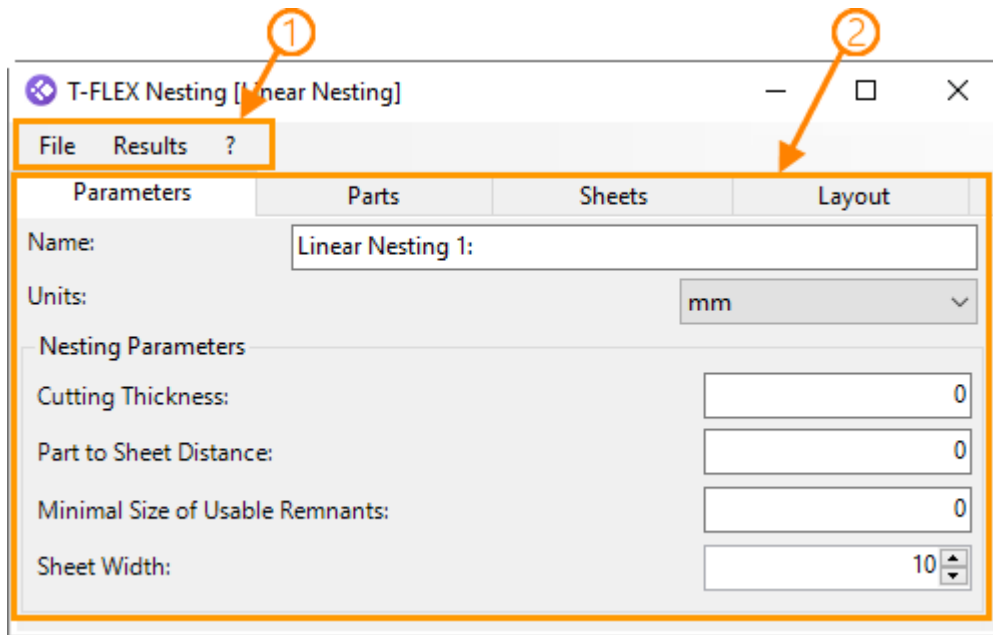 1 2
T-FLEX Nesting [Linear Nesting]
File Results ?
Parameters Parts Sheets Layout
Name: Linear Nesting 1:
Units: mm
Nesting Parameters
Cutting Thickness: 0
Part to Sheet Distance: 0
Minimal Size of Usable Remnants: 0
Sheet Width: 10